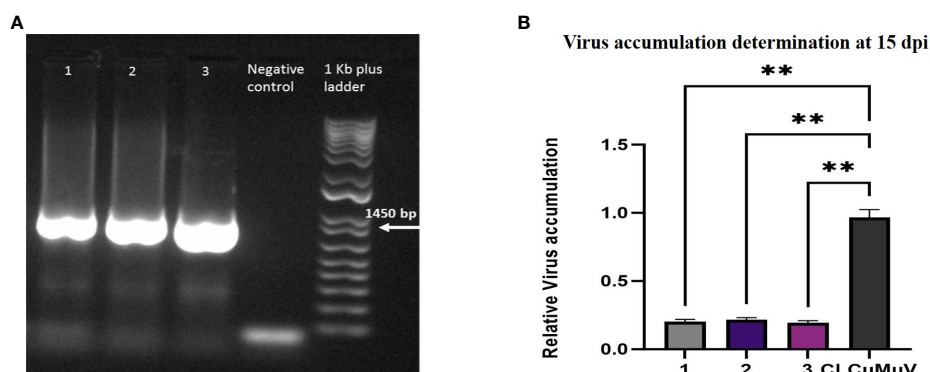 A
1
2
3
Negative
control
1 Kb plus
ladder
1450 bp
B
Virus accumulation determination at 15 dpi
**
**
**
Relative Virus accumulation
1.5
1.0
0.5
0.0
1
2
3
CLCuMuV